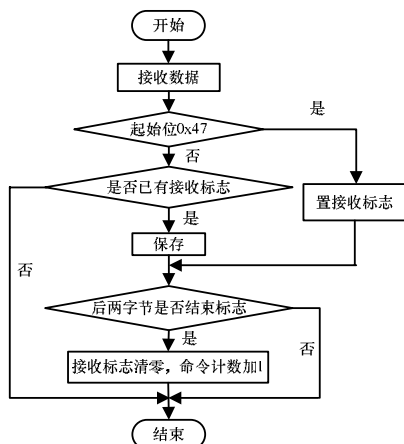 开始
接收数据
起始位0x47
是
否
是否已有接收标志
置接收标志
是
保存
否
后两字节是否结束标志
是
否
接收标志清零，命令计数加1
结束